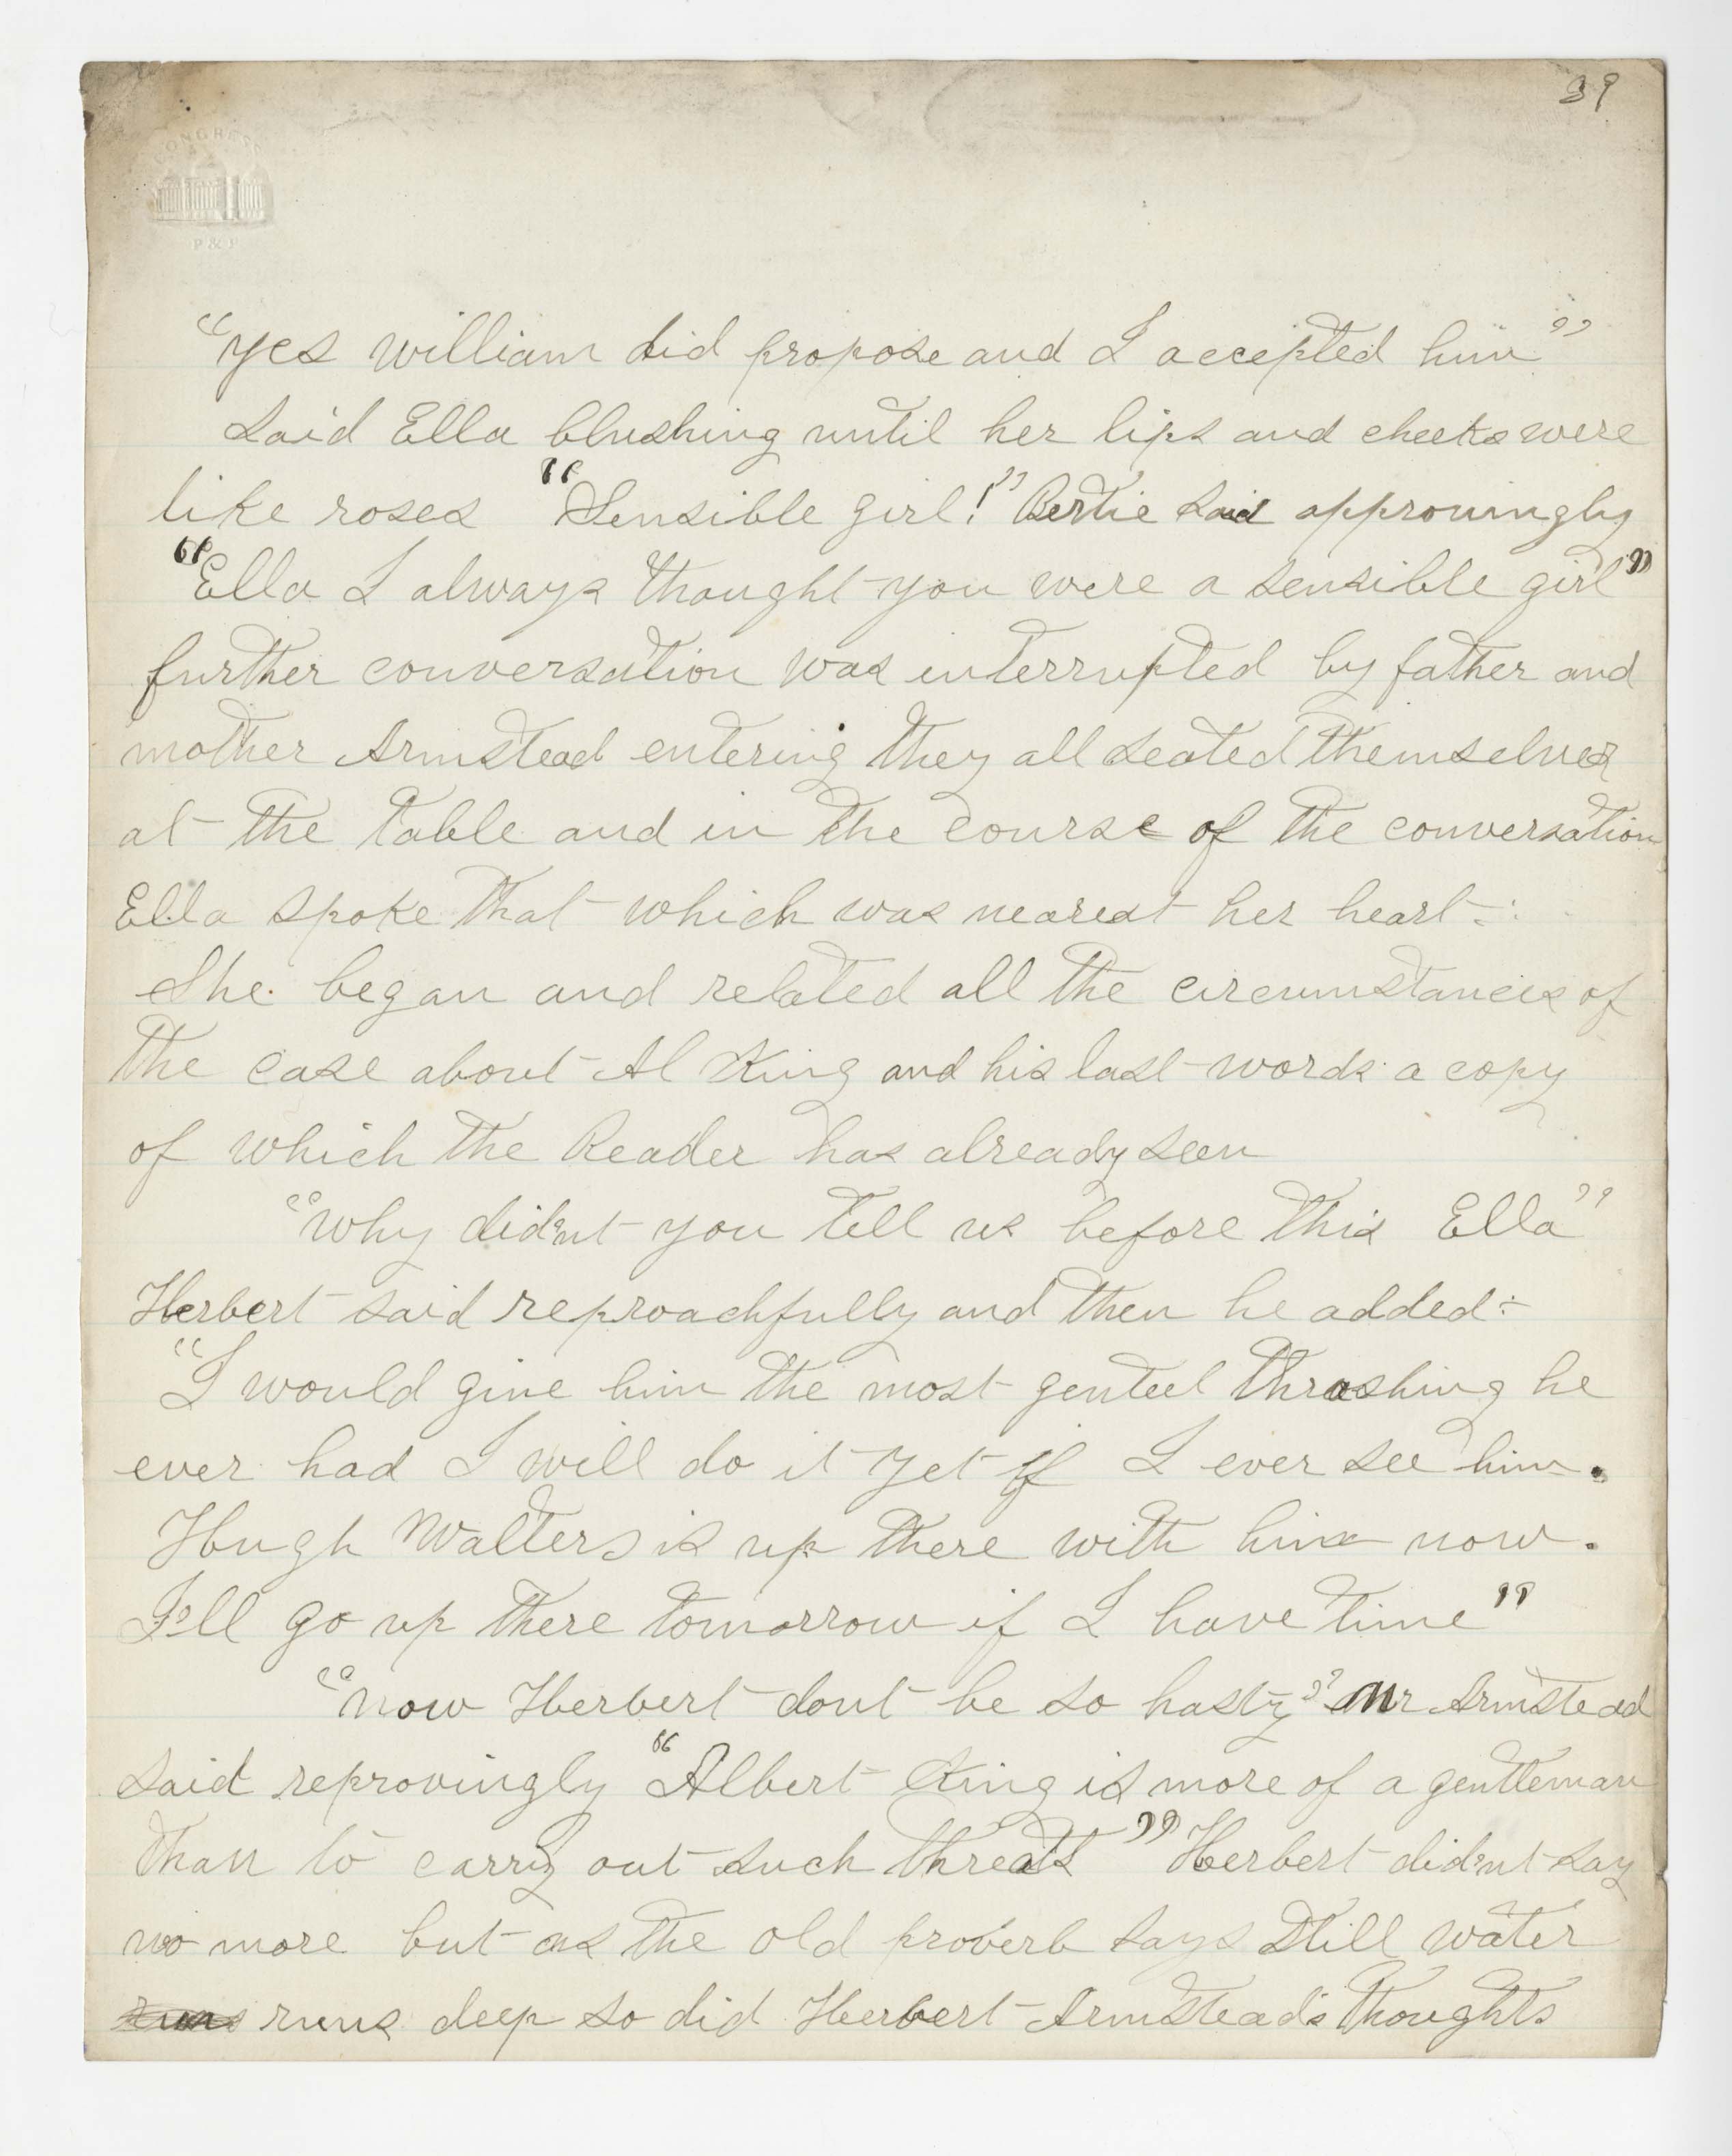 39
CONGRESS
P & P
"Yes William did propose and I accepted him"
said Ella blushing until her lips and cheeks were
like roses "Sensible girl!" Bertie said approvingly
"Ella I always thought you were a sensible girl"
further conversation was interrupted by father and
mother Armstead entering they all seated themselves
at the table and in the course of the conversation
Ella spoke that which was nearest her heart:
She began and related all the circumstances of
the case about Al King and his last words a copy
of which the Reader has already seen
"Why did'nt you tell us before this Ella"
Herbert said reproachfully and then he added:-
"I would give him the most genteel thrashing he
ever had I will do it yet if I ever see him.
Hugh Walters is up there with him now.
I'll go up there tomorrow if I have time"
"now Herbert dont be so hasty" Mr Armstead
said reprovingly "Albert King is more of a gentleman
than to carry out such threats" Herbert did'nt say
no more but as the old proverb says Still water
runs runs deep so did Herbert Armstead's thoughts